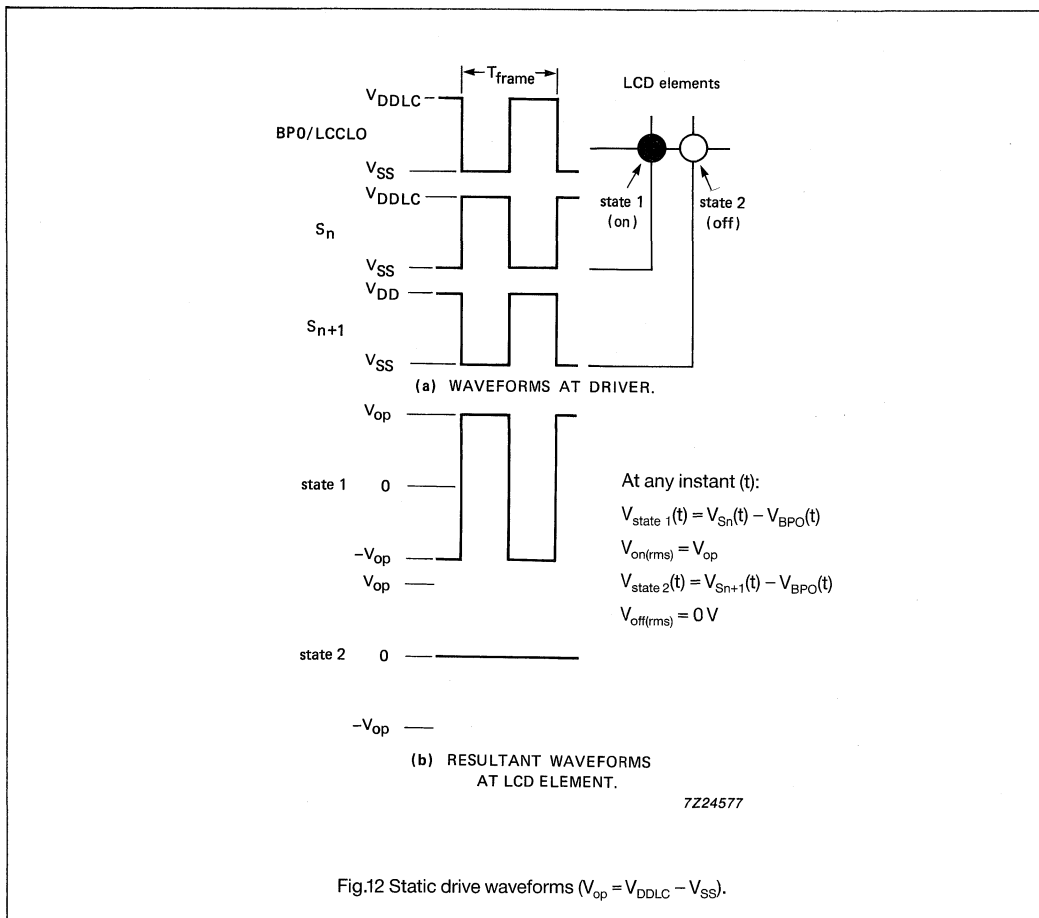 T_frame
LCD elements
V_DDLC
BP0/LCCLO
V_SS
state 1
(on)
state 2
(off)
V_DDLC
S_n
V_SS
V_DD
S_n+1
V_SS
(a) WAVEFORMS AT DRIVER.
V_op
state 1 0
-V_op
At any instant (t):
V_state 1(t) = V_Sn(t) – V_BPO(t)
V_on(rms) = V_op
V_state 2(t) = V_Sn+1(t) – V_BPO(t)
V_off(rms) = 0 V
V_op
state 2 0
-V_op
(b) RESULTANT WAVEFORMS
AT LCD ELEMENT.
7Z24577
Fig.12 Static drive waveforms (V_op = V_DDLC – V_SS).